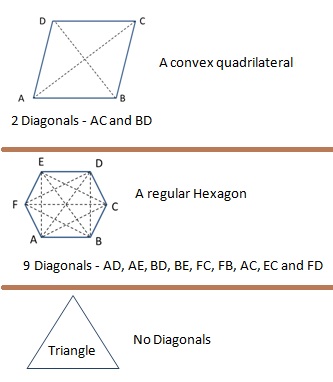 D C
A convex quadrilateral
A B
2 Diagonals - AC and BD
E D
A regular Hexagon
F C
A B
9 Diagonals - AD, AE, BD, BE, FC, FB, AC, EC and FD
No Diagonals
Triangle